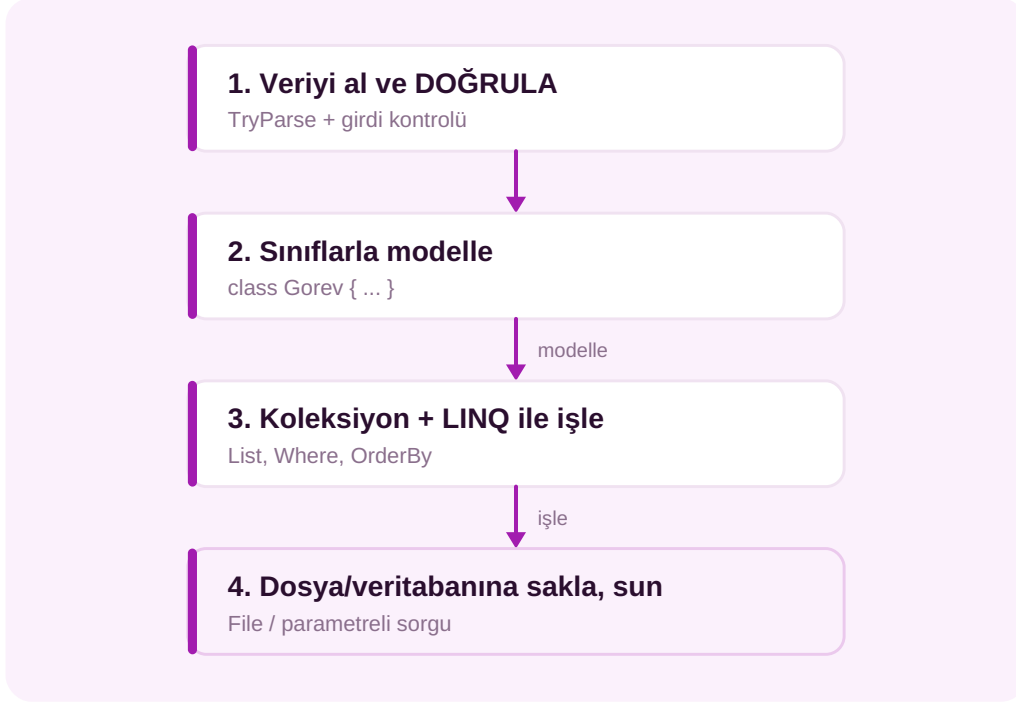 1. Veriyi al ve DOĞRULA
TryParse + girdi kontrolü
2. Sınıflarla modelle
class Gorev { ... }
modelle
3. Koleksiyon + LINQ ile işle
List, Where, OrderBy
işle
4. Dosya/veritabanına sakla, sun
File / parametreli sorgu